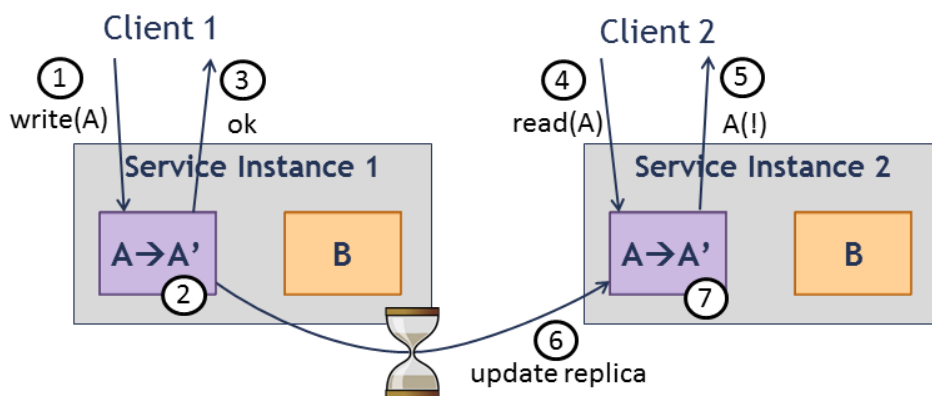 Client 1
Client 2
1
3
4
5
write(A)
ok
read(A)
A(!)
Service Instance 1
Service Instance 2
A→A’
B
A→A’
B
2
7
6
update replica